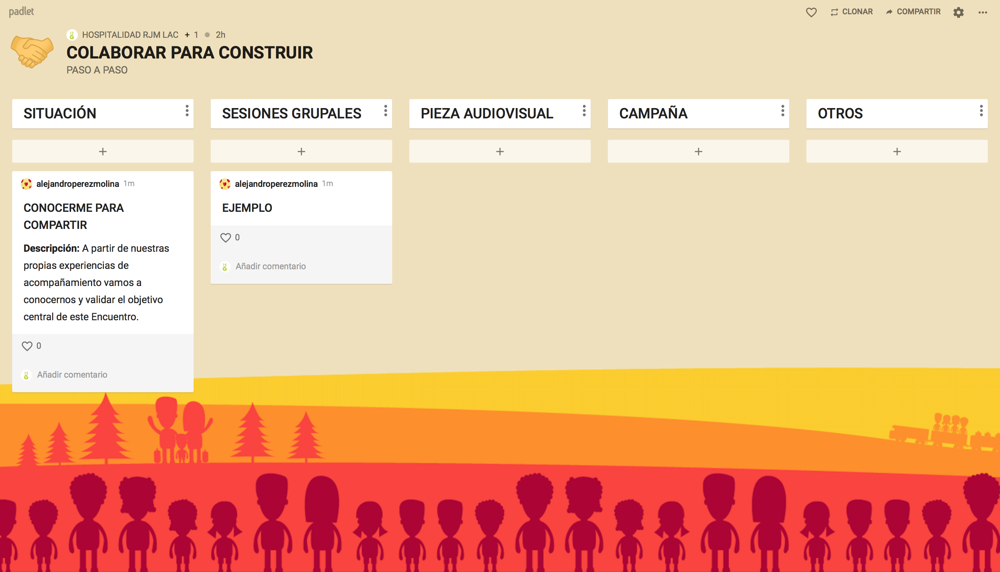 padlet
CLONAR
COMPARTIR
HOSPITALIDAD RJM LAC + 1 ● 2h
COLABORAR PARA CONSTRUIR
PASO A PASO
SITUACIÓN
SESIONES GRUPALES
PIEZA AUDIOVISUAL
CAMPAÑA
OTROS
alejandroperezmolina 1m
CONOCERME PARA
COMPARTIR
Descripción: A partir de nuestras
propias experiencias de
acompañamiento vamos a
conocernos y validar el objetivo
central de este Encuentro.
0
Añadir comentario
alejandroperezmolina 1m
EJEMPLO
0
Añadir comentario